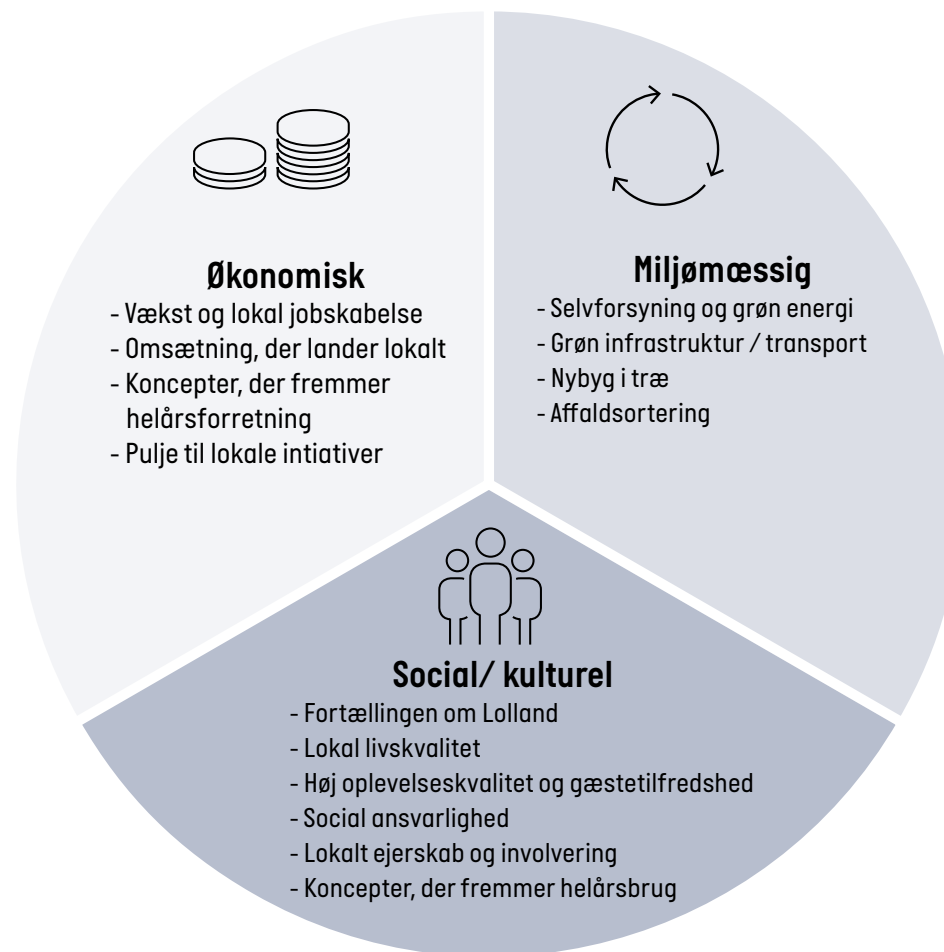 Økonomisk
- Vækst og lokal jobskabelse
- Omsætning, der lander lokalt
- Koncepter, der fremmer
helårsforretning
- Pulje til lokale intiativer
Miljømæssig
- Selvforsyning og grøn energi
- Grøn infrastruktur / transport
- Nybyg i træ
- Affaldsortering
Social/ kulturel
- Fortællingen om Lolland
- Lokal livskvalitet
- Høj oplevelseskvalitet og gæstetilfredshed
- Social ansvarlighed
- Lokalt ejerskab og involvering
- Koncepter, der fremmer helårsbrug